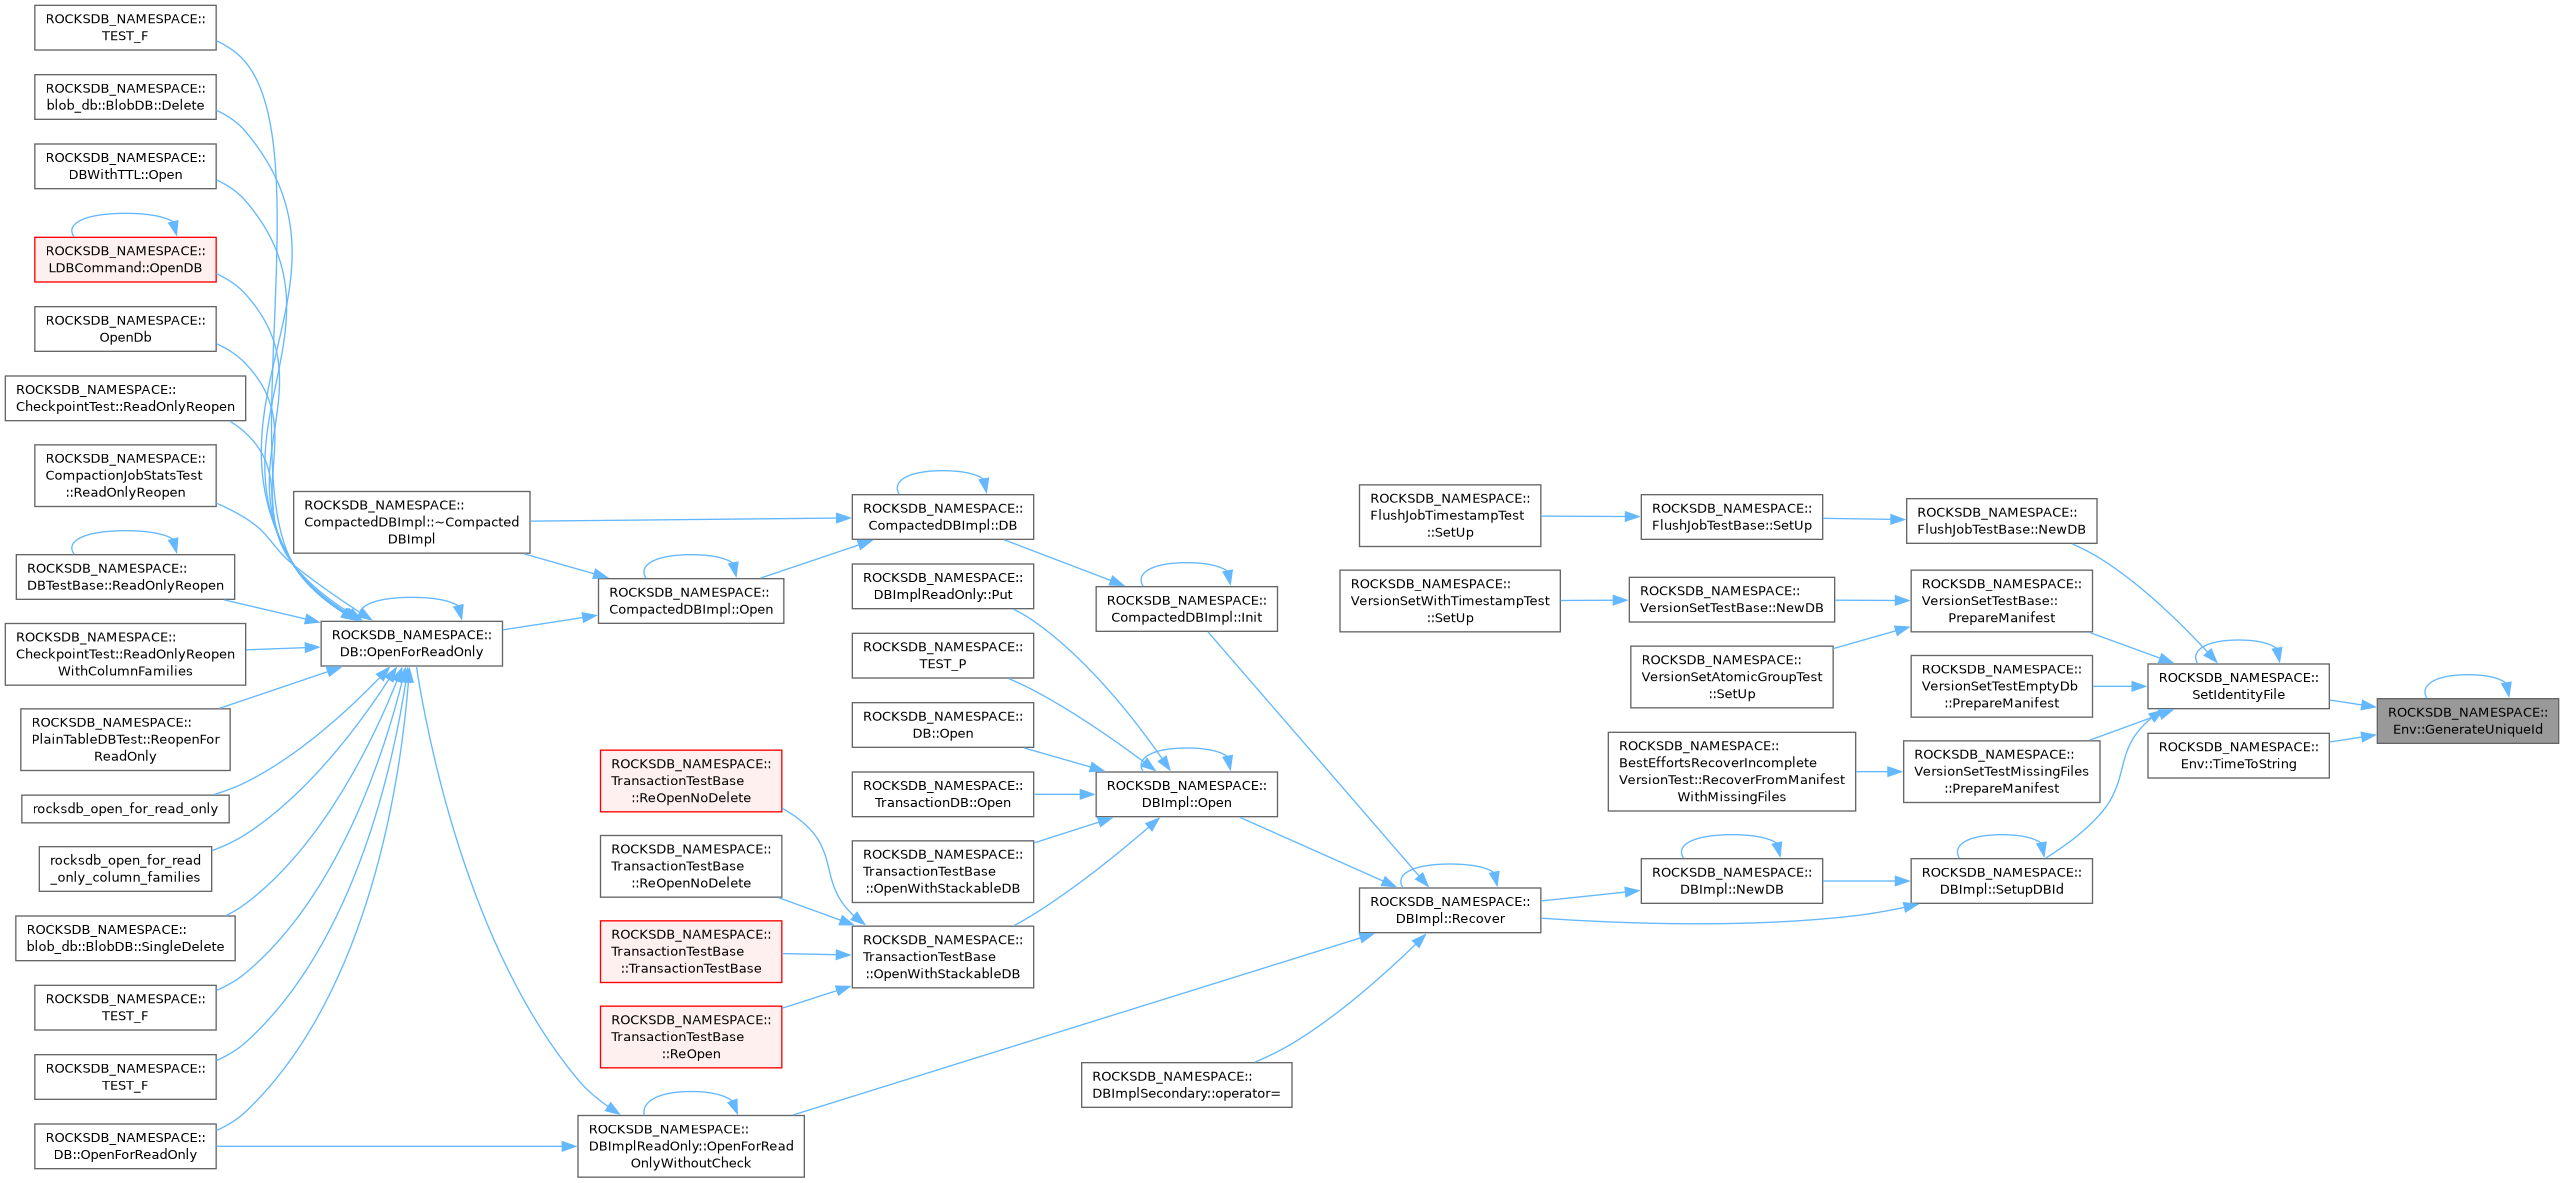 ROCKSDB_NAMESPACE::
TEST_F
ROCKSDB_NAMESPACE::
blob_db::BlobDB::Delete
ROCKSDB_NAMESPACE::
DBWithTTL::Open
ROCKSDB_NAMESPACE::
LDBCommand::OpenDB
ROCKSDB_NAMESPACE::
OpenDb
ROCKSDB_NAMESPACE::
CheckpointTest::ReadOnlyReopen
ROCKSDB_NAMESPACE::
CompactionJobStatsTest
::ReadOnlyReopen
ROCKSDB_NAMESPACE::
DBTestBase::ReadOnlyReopen
ROCKSDB_NAMESPACE::
CheckpointTest::ReadOnlyReopen
WithColumnFamilies
ROCKSDB_NAMESPACE::
PlainTableDBTest::ReopenFor
ReadOnly
rocksdb_open_for_read_only
rocksdb_open_for_read
_only_column_families
ROCKSDB_NAMESPACE::
blob_db::BlobDB::SingleDelete
ROCKSDB_NAMESPACE::
TEST_F
ROCKSDB_NAMESPACE::
TEST_F
ROCKSDB_NAMESPACE::
DB::OpenForReadOnly
ROCKSDB_NAMESPACE::
CompactedDBImpl::~Compacted
DBImpl
ROCKSDB_NAMESPACE::
DB::OpenForReadOnly
ROCKSDB_NAMESPACE::
CompactedDBImpl::Open
ROCKSDB_NAMESPACE::
TransactionTestBase
::ReOpenNoDelete
ROCKSDB_NAMESPACE::
TransactionTestBase
::ReOpenNoDelete
ROCKSDB_NAMESPACE::
TransactionTestBase
::TransactionTestBase
ROCKSDB_NAMESPACE::
TransactionTestBase
::ReOpen
ROCKSDB_NAMESPACE::
DBImplReadOnly::OpenForRead
OnlyWithoutCheck
ROCKSDB_NAMESPACE::
CompactedDBImpl::DB
ROCKSDB_NAMESPACE::
DBImplReadOnly::Put
ROCKSDB_NAMESPACE::
TEST_P
ROCKSDB_NAMESPACE::
DB::Open
ROCKSDB_NAMESPACE::
TransactionDB::Open
ROCKSDB_NAMESPACE::
TransactionTestBase
::OpenWithStackableDB
ROCKSDB_NAMESPACE::
TransactionTestBase
::OpenWithStackableDB
ROCKSDB_NAMESPACE::
CompactedDBImpl::Init
ROCKSDB_NAMESPACE::
DBImpl::Open
ROCKSDB_NAMESPACE::
DBImplSecondary::operator=
ROCKSDB_NAMESPACE::
FlushJobTimestampTest
::SetUp
ROCKSDB_NAMESPACE::
VersionSetWithTimestampTest
::SetUp
ROCKSDB_NAMESPACE::
DBImpl::Recover
ROCKSDB_NAMESPACE::
FlushJobTestBase::SetUp
ROCKSDB_NAMESPACE::
VersionSetTestBase::NewDB
ROCKSDB_NAMESPACE::
VersionSetAtomicGroupTest
::SetUp
ROCKSDB_NAMESPACE::
BestEffortsRecoverIncomplete
VersionTest::RecoverFromManifest
WithMissingFiles
ROCKSDB_NAMESPACE::
DBImpl::NewDB
ROCKSDB_NAMESPACE::
FlushJobTestBase::NewDB
ROCKSDB_NAMESPACE::
VersionSetTestBase::
PrepareManifest
ROCKSDB_NAMESPACE::
VersionSetTestEmptyDb
::PrepareManifest
ROCKSDB_NAMESPACE::
VersionSetTestMissingFiles
::PrepareManifest
ROCKSDB_NAMESPACE::
DBImpl::SetupDBId
ROCKSDB_NAMESPACE::
SetIdentityFile
ROCKSDB_NAMESPACE::
Env::TimeToString
ROCKSDB_NAMESPACE::
Env::GenerateUniqueId